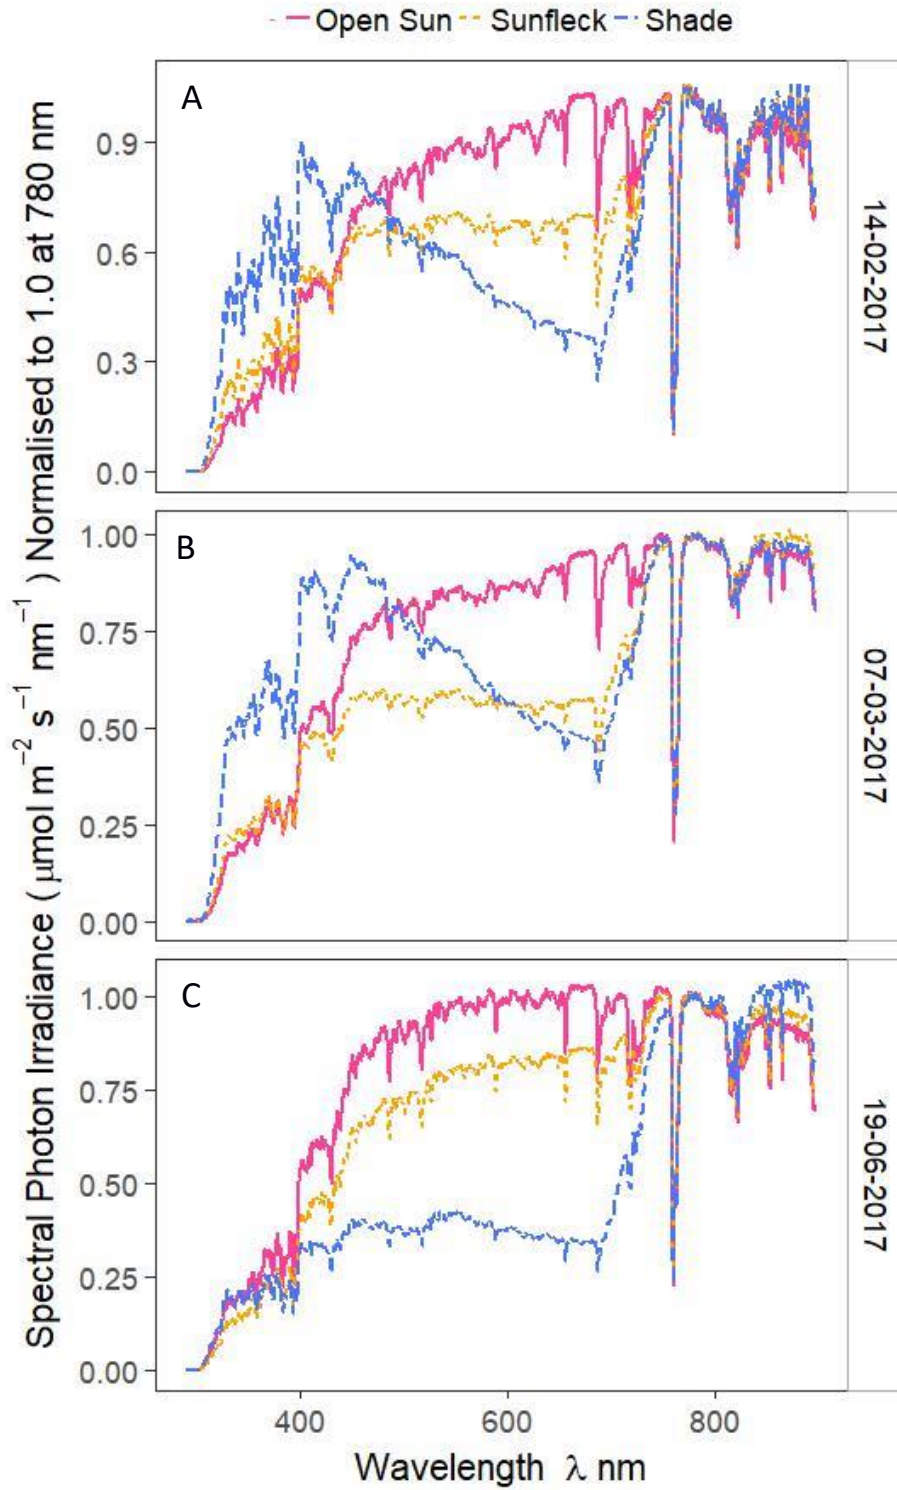 Open Sun Sunfleck Shade
Spectral Photon Irradiance ( μmol m⁻² s⁻¹ nm⁻¹ ) Normalised to 1.0 at 780 nm
A
0.9
0.6
0.3
0.0
14-02-2017
B
1.00
0.75
0.50
0.25
0.00
07-03-2017
C
1.00
0.75
0.50
0.25
0.00
19-06-2017
400 600 800
Wavelength λ nm